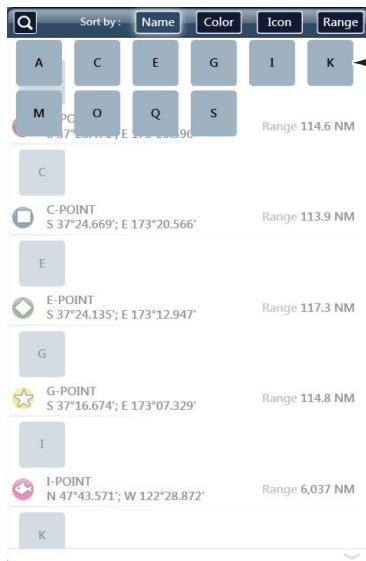 Sort by : Name Color Icon Range
A C E G I K
M O Q S
Range 114.6 NM
C
C-POINT
S 37°24.669'; E 173°20.566' Range 113.9 NM
E
E-POINT
S 37°24.135'; E 173°12.947' Range 117.3 NM
G
G-POINT
S 37°16.674'; E 173°07.329' Range 114.8 NM
I
I-POINT
N 47°43.571'; W 122°28.872' Range 6,037 NM
K